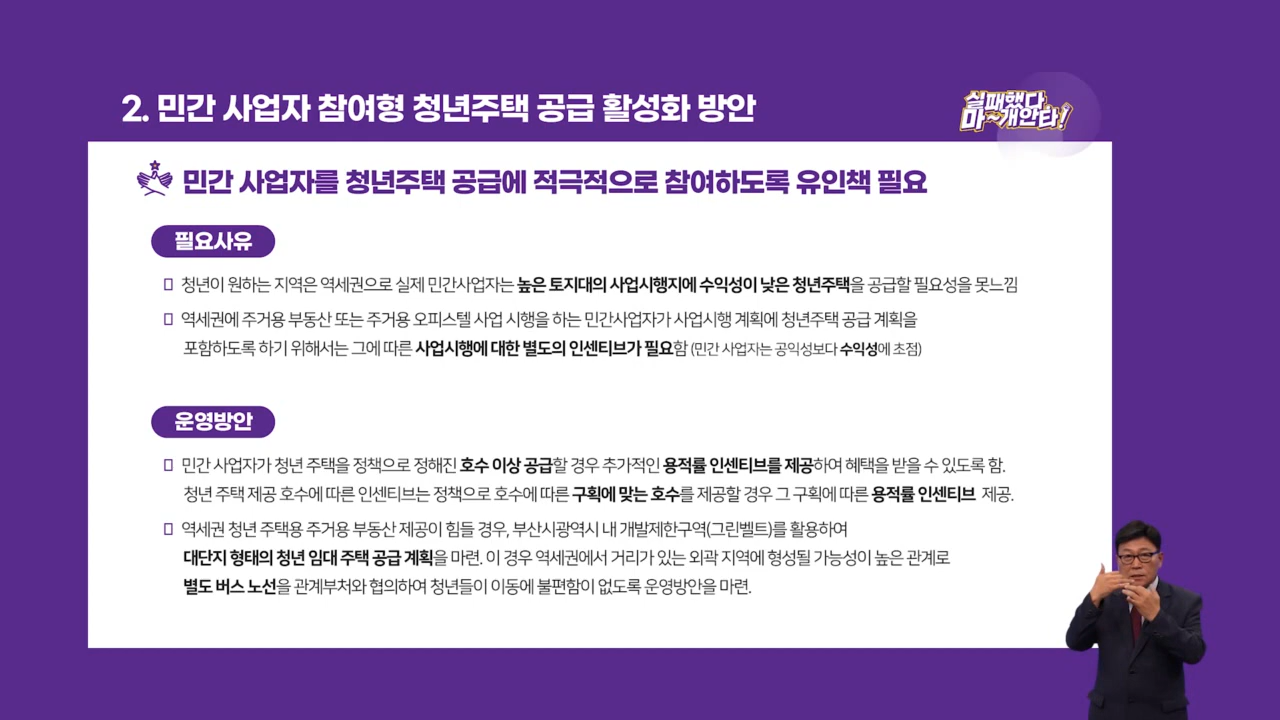 2. 민간 사업자 참여형 청년주택 공급 활성화 방안
실패했다
마~개안타!
민간 사업자를 청년주택 공급에 적극적으로 참여하도록 유인책 필요
필요사유
청년이 원하는 지역은 역세권으로 실제 민간사업자는 높은 토지대의 사업시행지에 수익성이 낮은 청년주택을 공급할 필요성을 못느낌
역세권에 주거용 부동산 또는 주거용 오피스텔 사업 시행을 하는 민간사업자가 사업시행 계획에 청년주택 공급 계획을
포함하도록 하기 위해서는 그에 따른 사업시행에 대한 별도의 인센티브가 필요함 (민간 사업자는 공익성보다 수익성에 초점)
운영방안
민간 사업자가 청년 주택을 정책으로 정해진 호수 이상 공급할 경우 추가적인 용적률 인센티브를 제공하여 혜택을 받을 수 있도록 함.
청년 주택 제공 호수에 따른 인센티브는 정책으로 호수에 따른 구획에 맞는 호수를 제공할 경우 그 구획에 따른 용적률 인센티브 제공.
역세권 청년 주택용 주거용 부동산 제공이 힘들 경우, 부산시광역시 내 개발제한구역(그린벨트)를 활용하여
대단지 형태의 청년 임대 주택 공급 계획을 마련. 이 경우 역세권에서 거리가 있는 외곽 지역에 형성될 가능성이 높은 관계로
별도 버스 노선을 관계부처와 협의하여 청년들이 이동에 불편함이 없도록 운영방안을 마련.